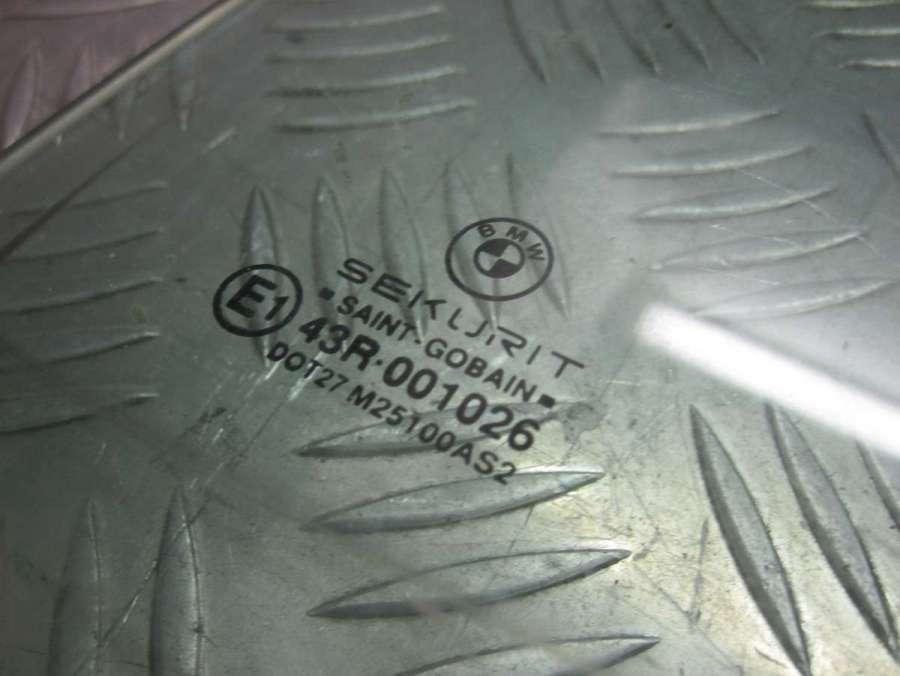 BMW
SEKURIT
SAINT-GOBAIN
E1
43R-001026
DOT27 M25100AS2